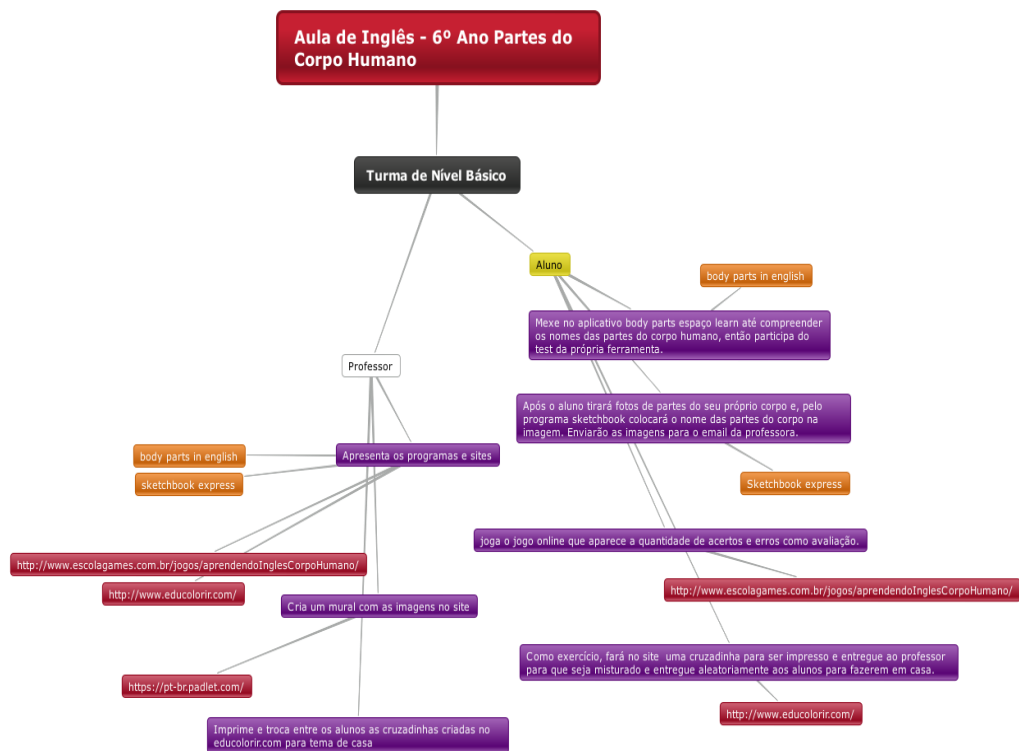 Aula de Inglês - 6º Ano Partes do
Corpo Humano
Turma de Nível Básico
Aluno
body parts in english
Mexe no aplicativo body parts espaço learn até compreender
os nomes das partes do corpo humano, então participa do
test da própria ferramenta.
Professor
Após o aluno tirará fotos de partes do seu próprio corpo e, pelo
programa sketchbook colocará o nome das partes do corpo na
imagem. Enviarão as imagens para o email da professora.
Apresenta os programas e sites
body parts in english
sketchbook express
Sketchbook express
joga o jogo online que aparece a quantidade de acertos e erros como avaliação.
http://www.escolagames.com.br/jogos/aprendendoInglesCorpoHumano/
http://www.educolorir.com/
http://www.escolagames.com.br/jogos/aprendendoInglesCorpoHumano/
Cria um mural com as imagens no site
Como exercício, fará no site  uma cruzadinha para ser impresso e entregue ao professor
para que seja misturado e entregue aleatoriamente aos alunos para fazerem em casa.
https://pt-br.padlet.com/
http://www.educolorir.com/
Imprime e troca entre os alunos as cruzadinhas criadas no
educolorir.com para tema de casa